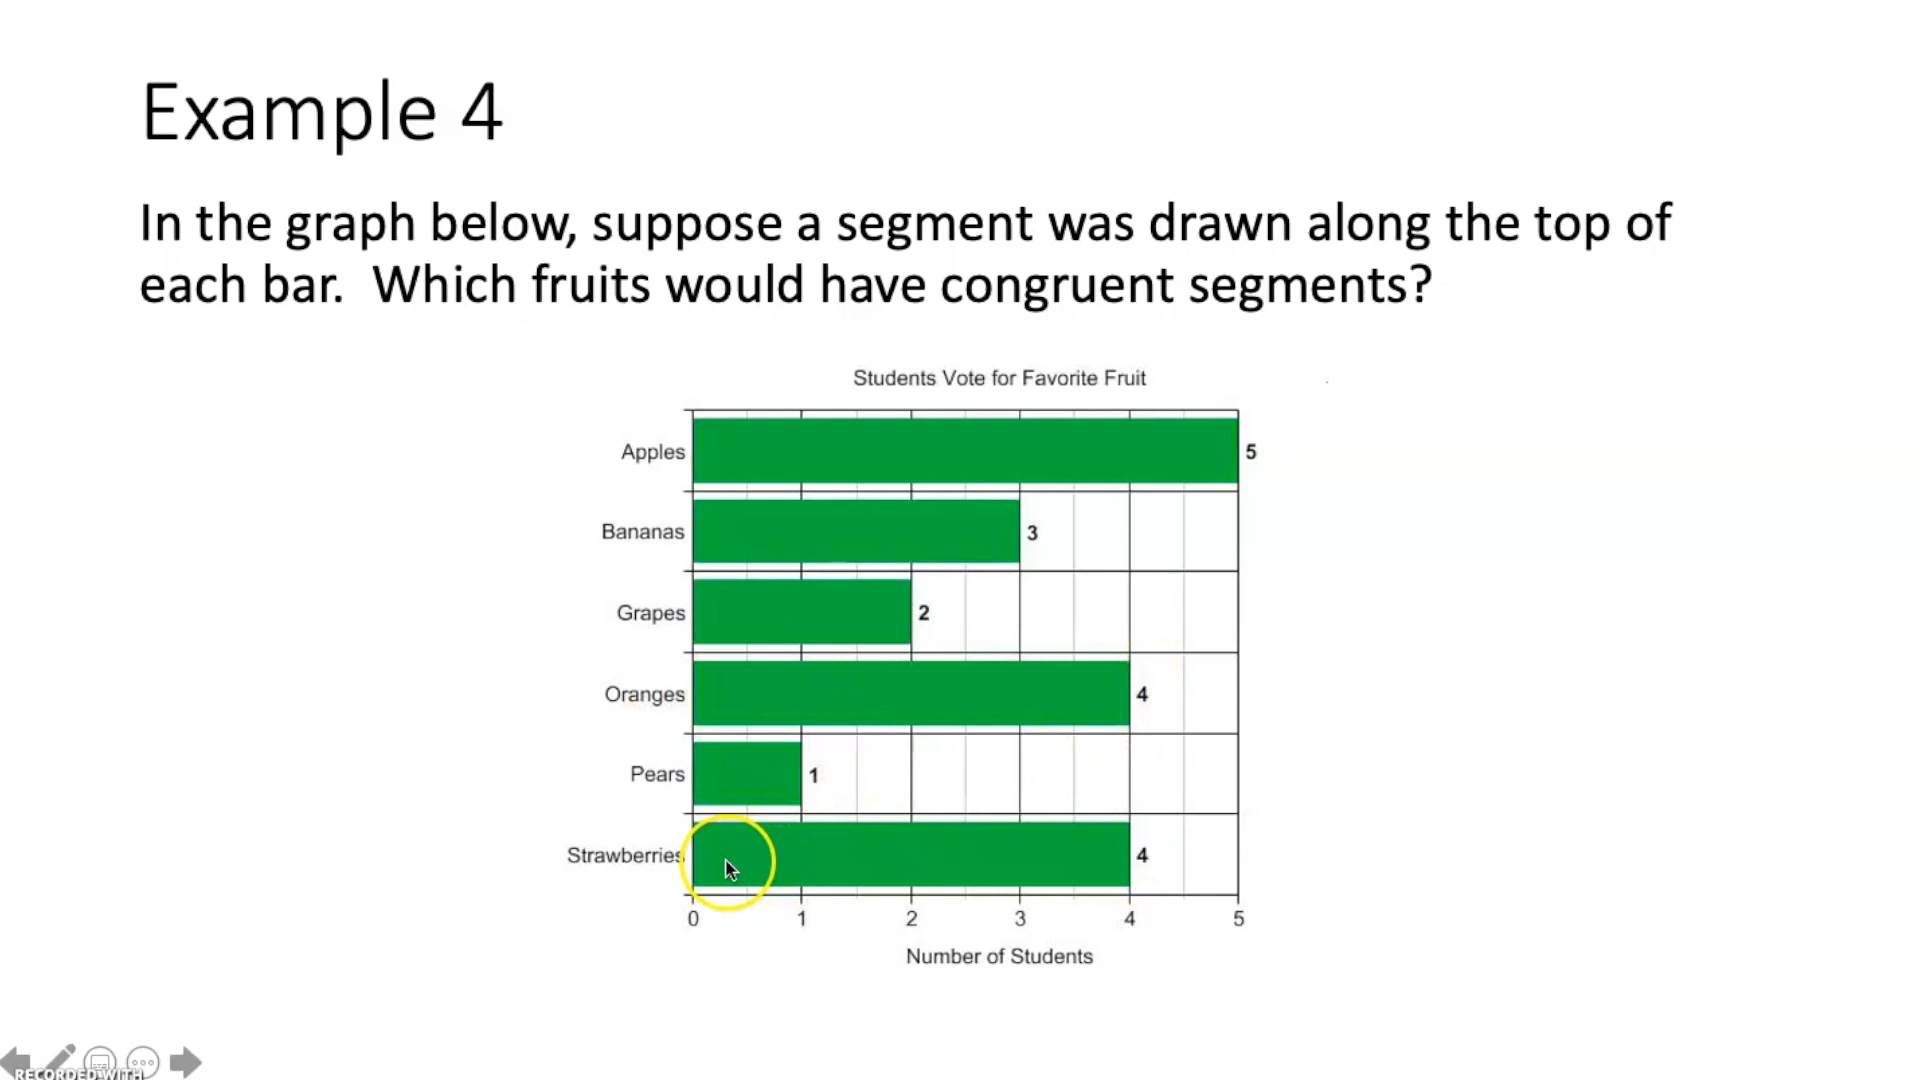 Example 4
In the graph below, suppose a segment was drawn along the top of
each bar.  Which fruits would have congruent segments?
Students Vote for Favorite Fruit
Apples 5
Bananas 3
Grapes 2
Oranges 4
Pears 1
Strawberries 4
0 1 2 3 4 5
Number of Students
RECORDED WITH